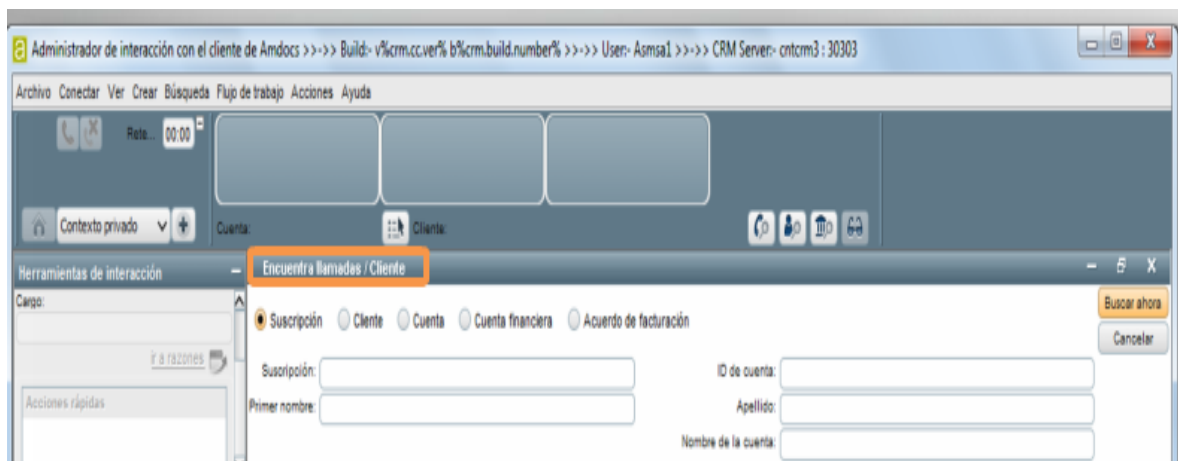 Administrador de interacción con el cliente de Amdocs >>->> Build:- v%crm.cc.ver% b%crm.build.number% >>->> User:- Asmsa1 >>->> CRM Server:- cntcrm3 : 30303
Archivo Conectar Ver Crear Búsqueda Flujo de trabajo Acciones Ayuda
Rete... 00:00
Contexto privado Cuenta: Cliente:
Herramientas de interacción Encuentra llamadas / Cliente
Cargo: Buscar ahora
Suscripción Cliente Cuenta Cuenta financiera Acuerdo de facturación
Cancelar
ir a razones
Suscripción: ID de cuenta:
Acciones rápidas Primer nombre: Apellido:
Nombre de la cuenta: